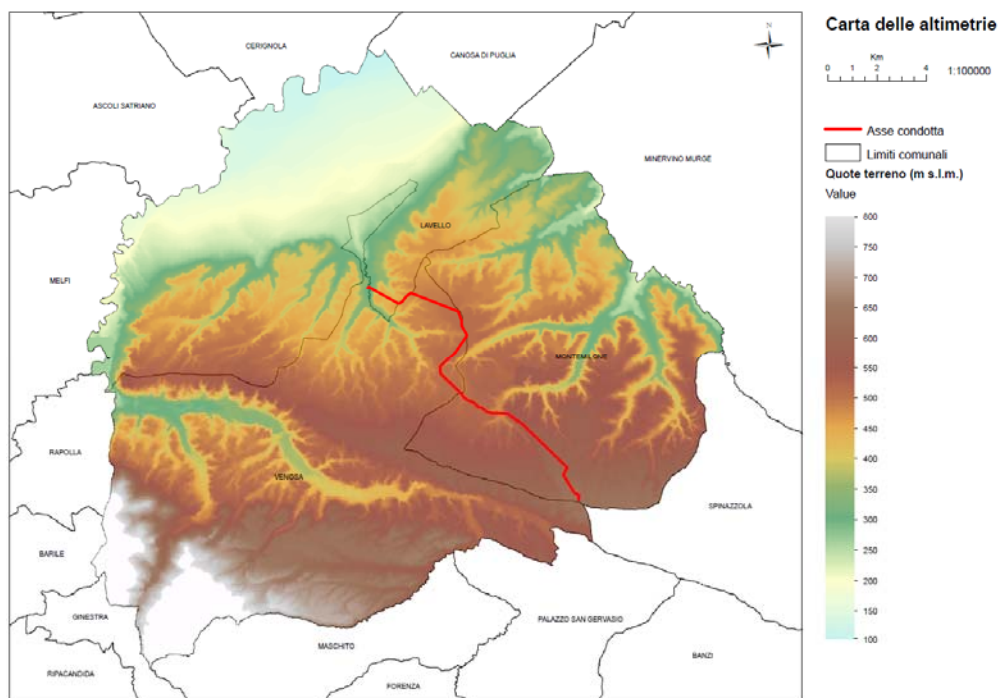 Carta delle altimetrie
N
Km
0 1 2 4
1:100000
Asse condotta
Limiti comunali
Quote terreno (m s.l.m.)
Value
800
750
700
650
600
550
500
450
400
350
300
250
200
150
100
CERIGNOLA
CANOSA DI PUGLIA
ASCOLI SATRIANO
MINERVINO MURGE
LAVELLO
MELFI
MONTEMILONE
RAPOLLA
VENOSA
SPINAZZOLA
BARILE
GINESTRA
PALAZZO SAN GERVASIO
MASCHITO
BANZI
RIPACANDIDA
FORENZA